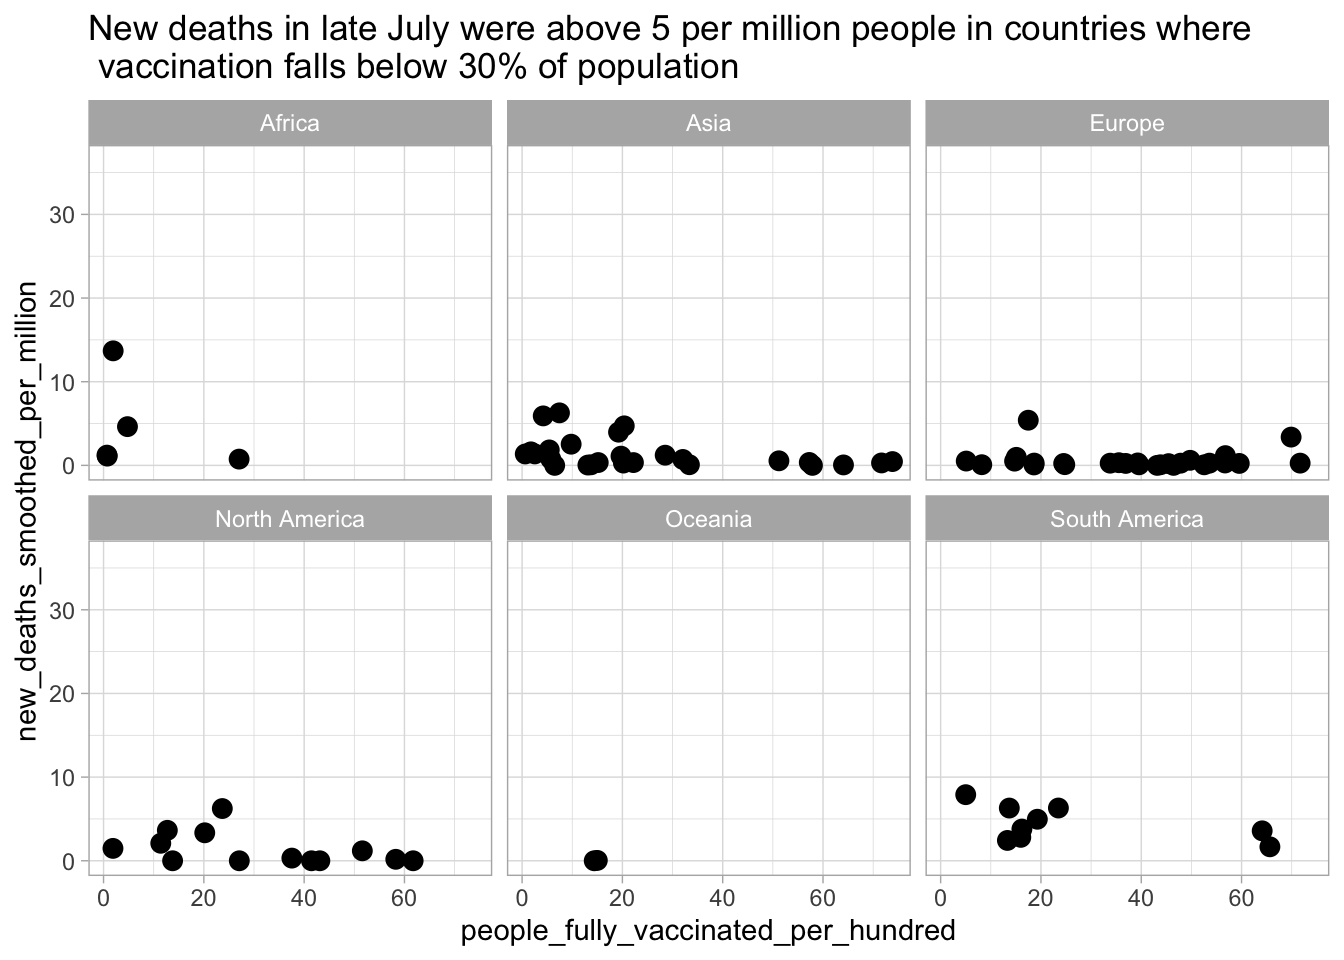 New deaths in late July were above 5 per million people in countries where
vaccination falls below 30% of population
Africa
Asia
Europe
30
20
10
0
North America
Oceania
South America
30
20
10
0
0 20 40 60
0 20 40 60
0 20 40 60
people_fully_vaccinated_per_hundred
new_deaths_smoothed_per_million